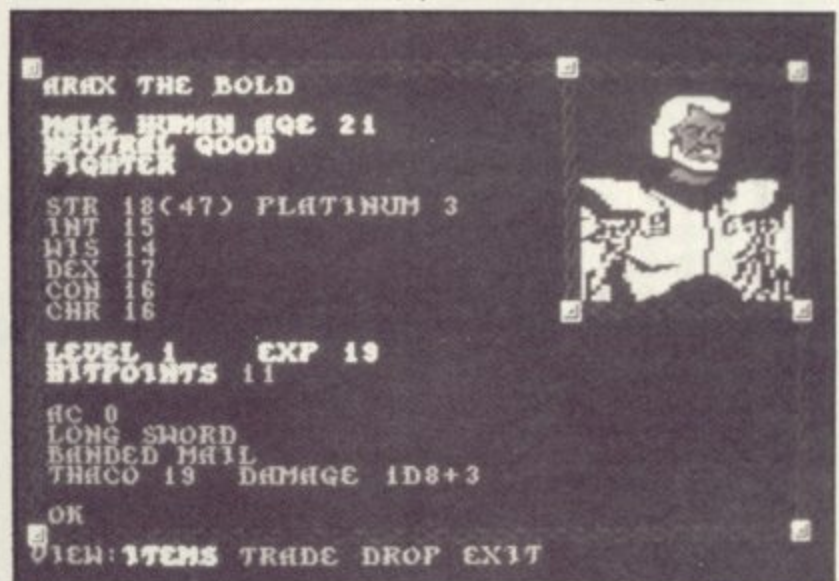 ARAX THE BOLD
MALE HUMAN AGE 21
NEUTRAL GOOD
FIGHTER
STR 18(47) PLATINUM 3
INT 15
WIS 14
DEX 17
CON 16
CHR 16
LEVEL 1 EXP 19
HITPOINTS 11
AC 0
LONG SWORD
BANDED MAIL
THACO 19 DAMAGE 1D8+3
OK
VIEW:ITEMS TRADE DROP EXIT